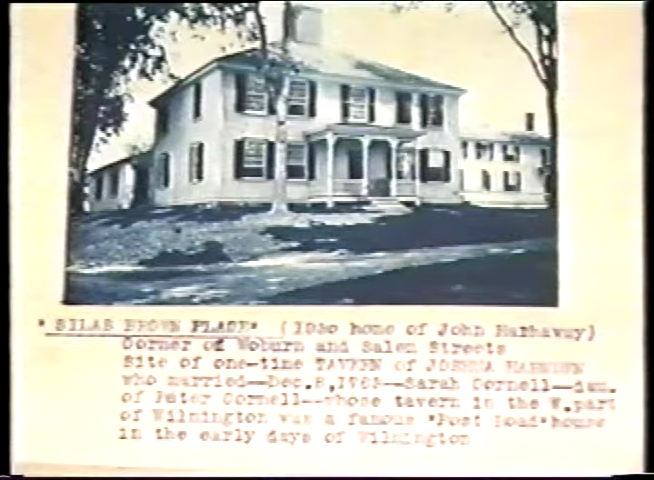 "SILAS BROWN PLACE" (1930 home of John Hathaway)
Corner of Woburn and Salem Streets
Site of one-time TAVERN of JOSHUA HARNDEN
who married--Dec. --Sarah Cornell--dau.
of Peter Cornell--whose tavern in the W.part
of Wilmington was a famous "Post Road"house
in the early days of Wilmington